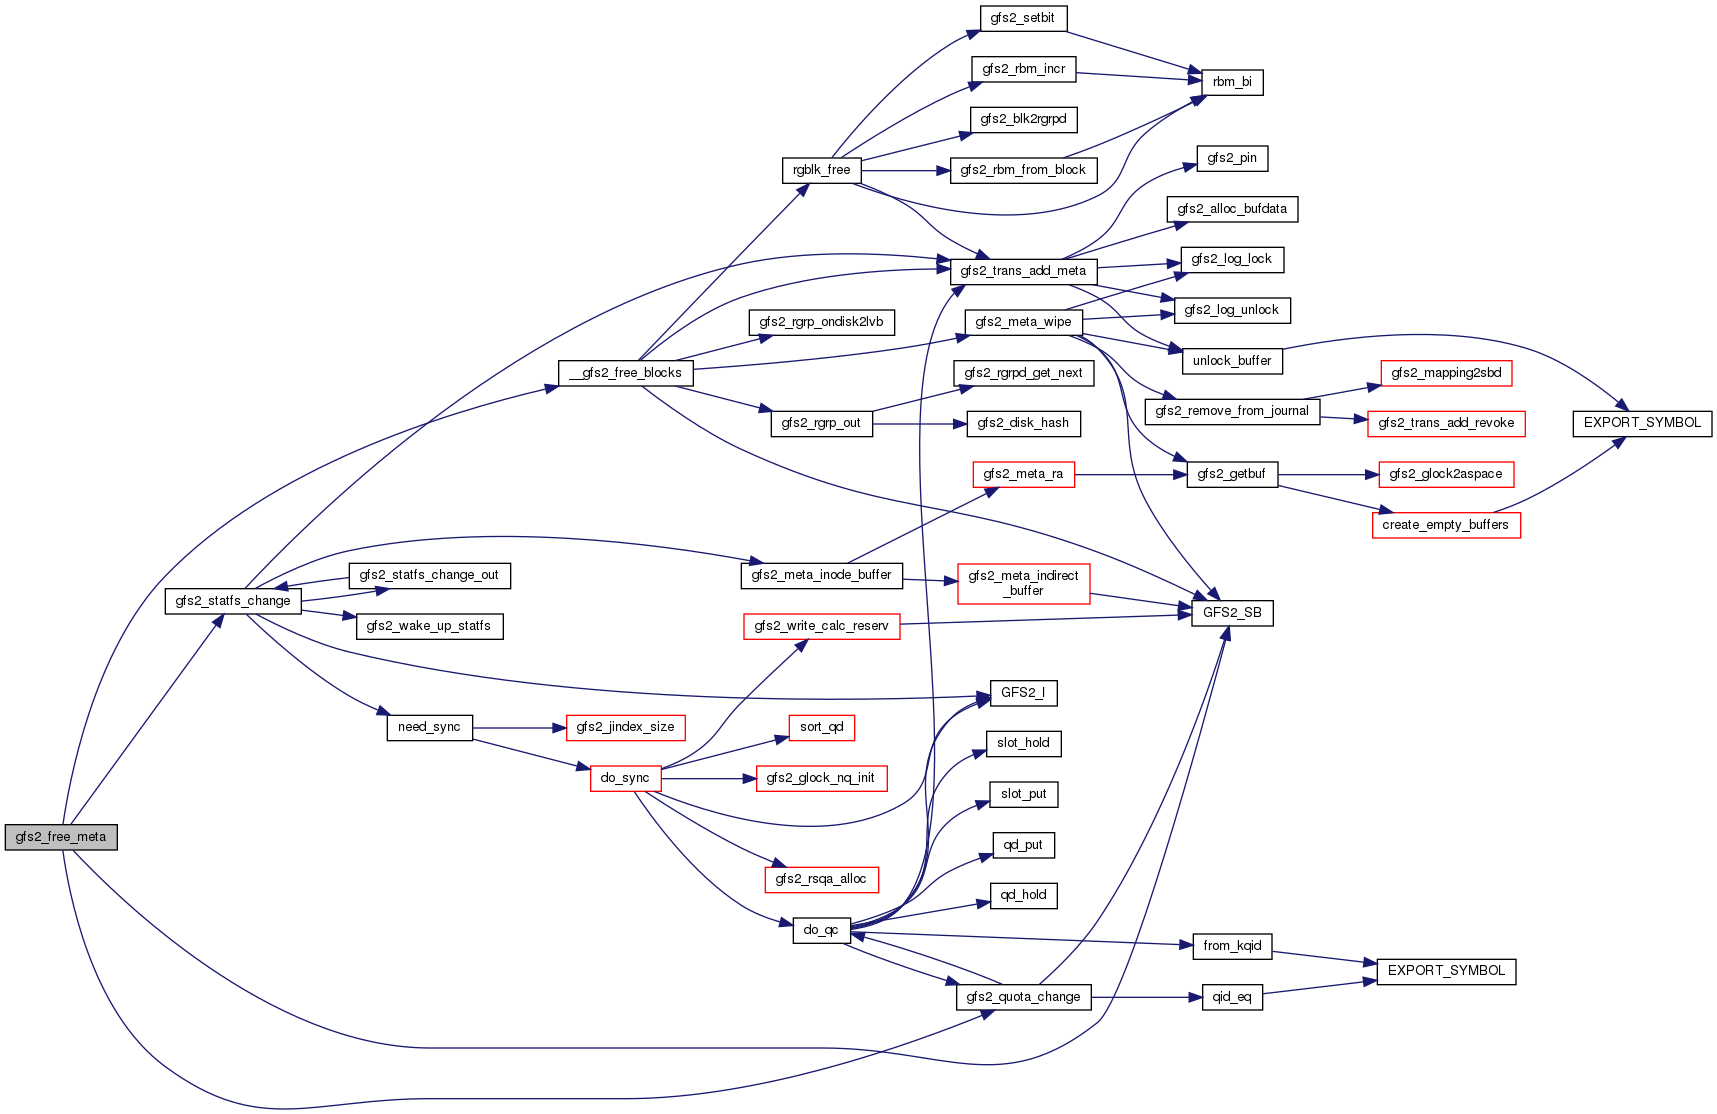 gfs2_setbit
gfs2_rbm_incr
rbm_bi
gfs2_blk2rgrpd
rgblk_free
gfs2_rbm_from_block
gfs2_pin
gfs2_alloc_bufdata
gfs2_trans_add_meta
gfs2_log_lock
gfs2_log_unlock
gfs2_rgrp_ondisk2lvb
gfs2_meta_wipe
unlock_buffer
__gfs2_free_blocks
gfs2_rgrpd_get_next
gfs2_mapping2sbd
gfs2_remove_from_journal
gfs2_rgrp_out
gfs2_disk_hash
gfs2_trans_add_revoke
EXPORT_SYMBOL
gfs2_meta_ra
gfs2_getbuf
gfs2_glock2aspace
create_empty_buffers
gfs2_statfs_change_out
gfs2_meta_inode_buffer
gfs2_meta_indirect
_buffer
gfs2_statfs_change
gfs2_wake_up_statfs
gfs2_write_calc_reserv
GFS2_SB
GFS2_I
need_sync
gfs2_jindex_size
sort_qd
slot_hold
do_sync
gfs2_glock_nq_init
slot_put
gfs2_free_meta
qd_put
gfs2_rsqa_alloc
qd_hold
do_qc
from_kqid
EXPORT_SYMBOL
gfs2_quota_change
qid_eq